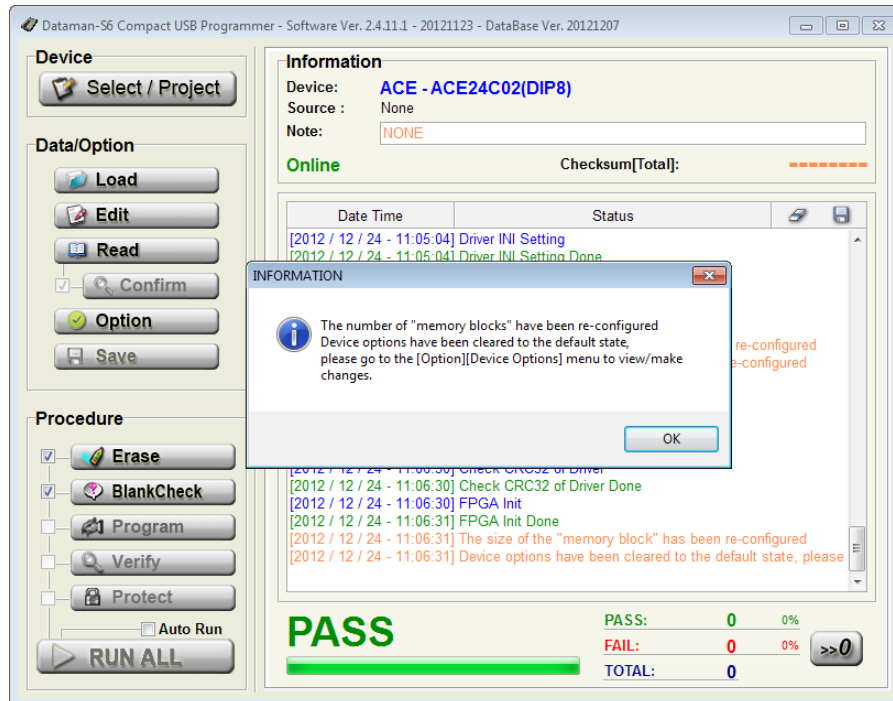 Dataman-S6 Compact USB Programmer - Software Ver. 2.4.11.1 - 20121123 - DataBase Ver. 20121207
Device
Select / Project
Data/Option
Load
Edit
Read
Confirm
Option
Save
Procedure
Erase
BlankCheck
Program
Verify
Protect
Auto Run
RUN ALL
Information
Device: ACE - ACE24C02(DIP8)
Source : None
Note: NONE
Online Checksum[Total]: --------
Date Time Status
[2012 / 12 / 24 - 11:05:04] Driver INI Setting
[2012 / 12 / 24 - 11:05:04] Driver INI Setting Done
INFORMATION
The number of "memory blocks" have been re-configured
Device options have been cleared to the default state,
please go to the [Option][Device Options] menu to view/make
changes.
OK
re-configured
e-configured
[2012 / 12 / 24 - 11:06:30] Check CRC32 of Driver
[2012 / 12 / 24 - 11:06:30] Check CRC32 of Driver Done
[2012 / 12 / 24 - 11:06:30] FPGA Init
[2012 / 12 / 24 - 11:06:31] FPGA Init Done
[2012 / 12 / 24 - 11:06:31] The size of the "memory block" has been re-configured
[2012 / 12 / 24 - 11:06:31] Device options have been cleared to the default state, please
PASS
PASS: 0 0%
FAIL: 0 0%
TOTAL: 0
>>0